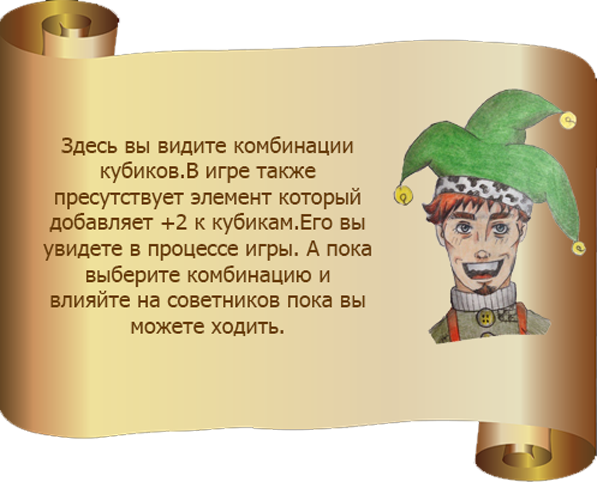 Здесь вы видите комбинации
кубиков.В игре также
пресутствует элемент который
добавляет +2 к кубикам.Его вы
увидете в процессе игры. А пока
выберите комбинацию и
влияйте на советников пока вы
можете ходить.